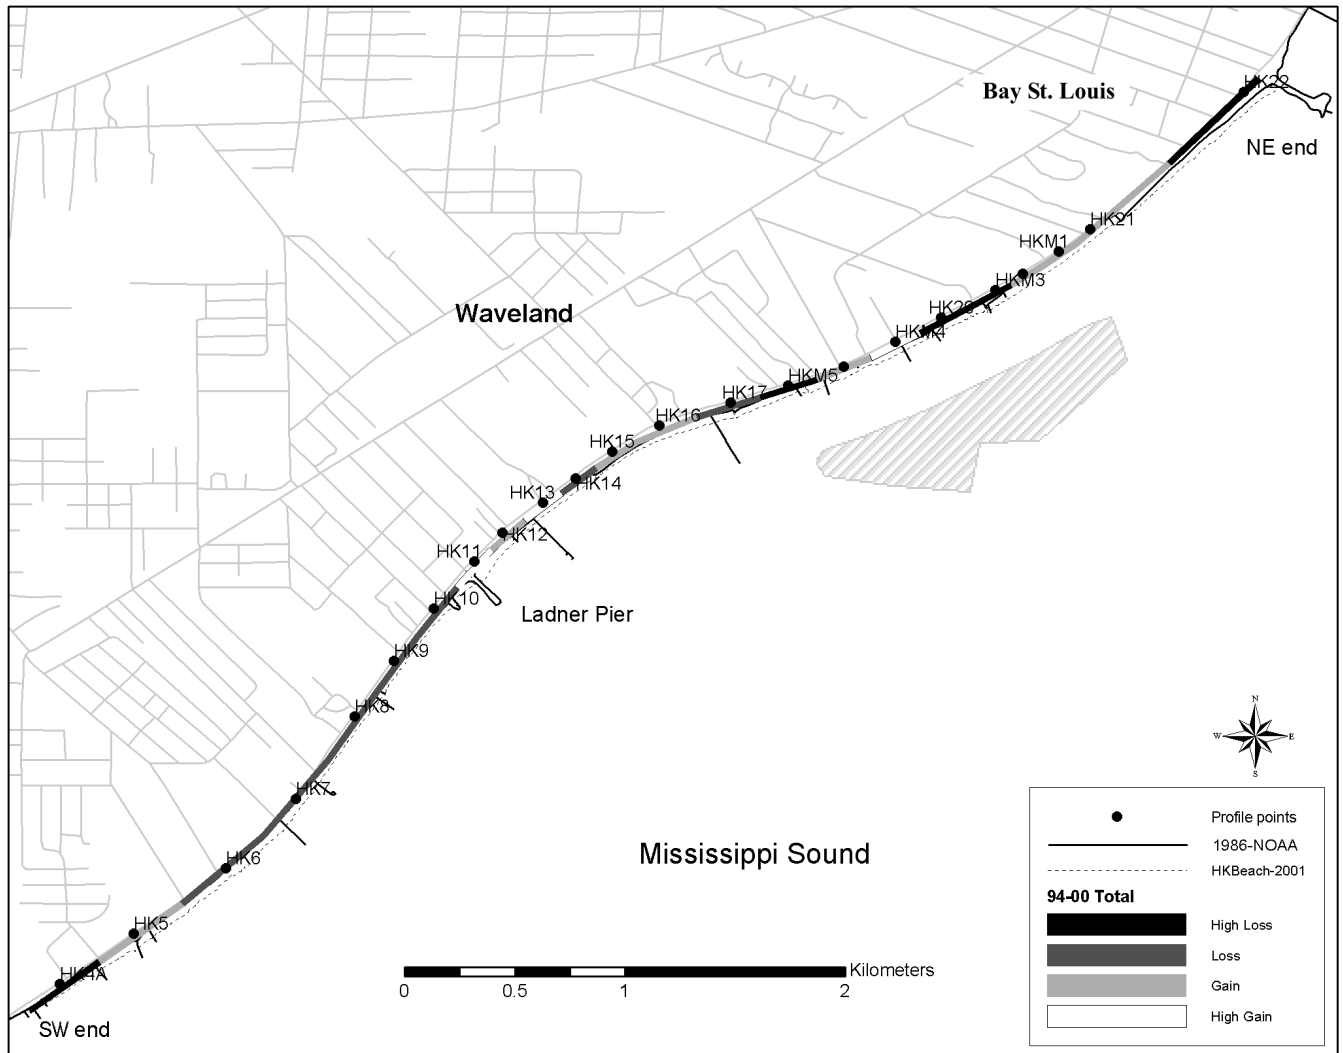 HK22
Bay St. Louis
NE end
HK21
HKM1
HKM3
HK20
Waveland
HKM4
HKM5
HK17
HK16
HK15
HK14
HK13
HK12
HK11
HK10
Ladner Pier
HK9
HK8
N
W
E
S
HK7
Profile points
1986-NOAA
Mississippi Sound
HK6
HKBeach-2001
94-00 Total
High Loss
HK5
Loss
Gain
HK4A
Kilometers
0
0.5
1
2
High Gain
SW end